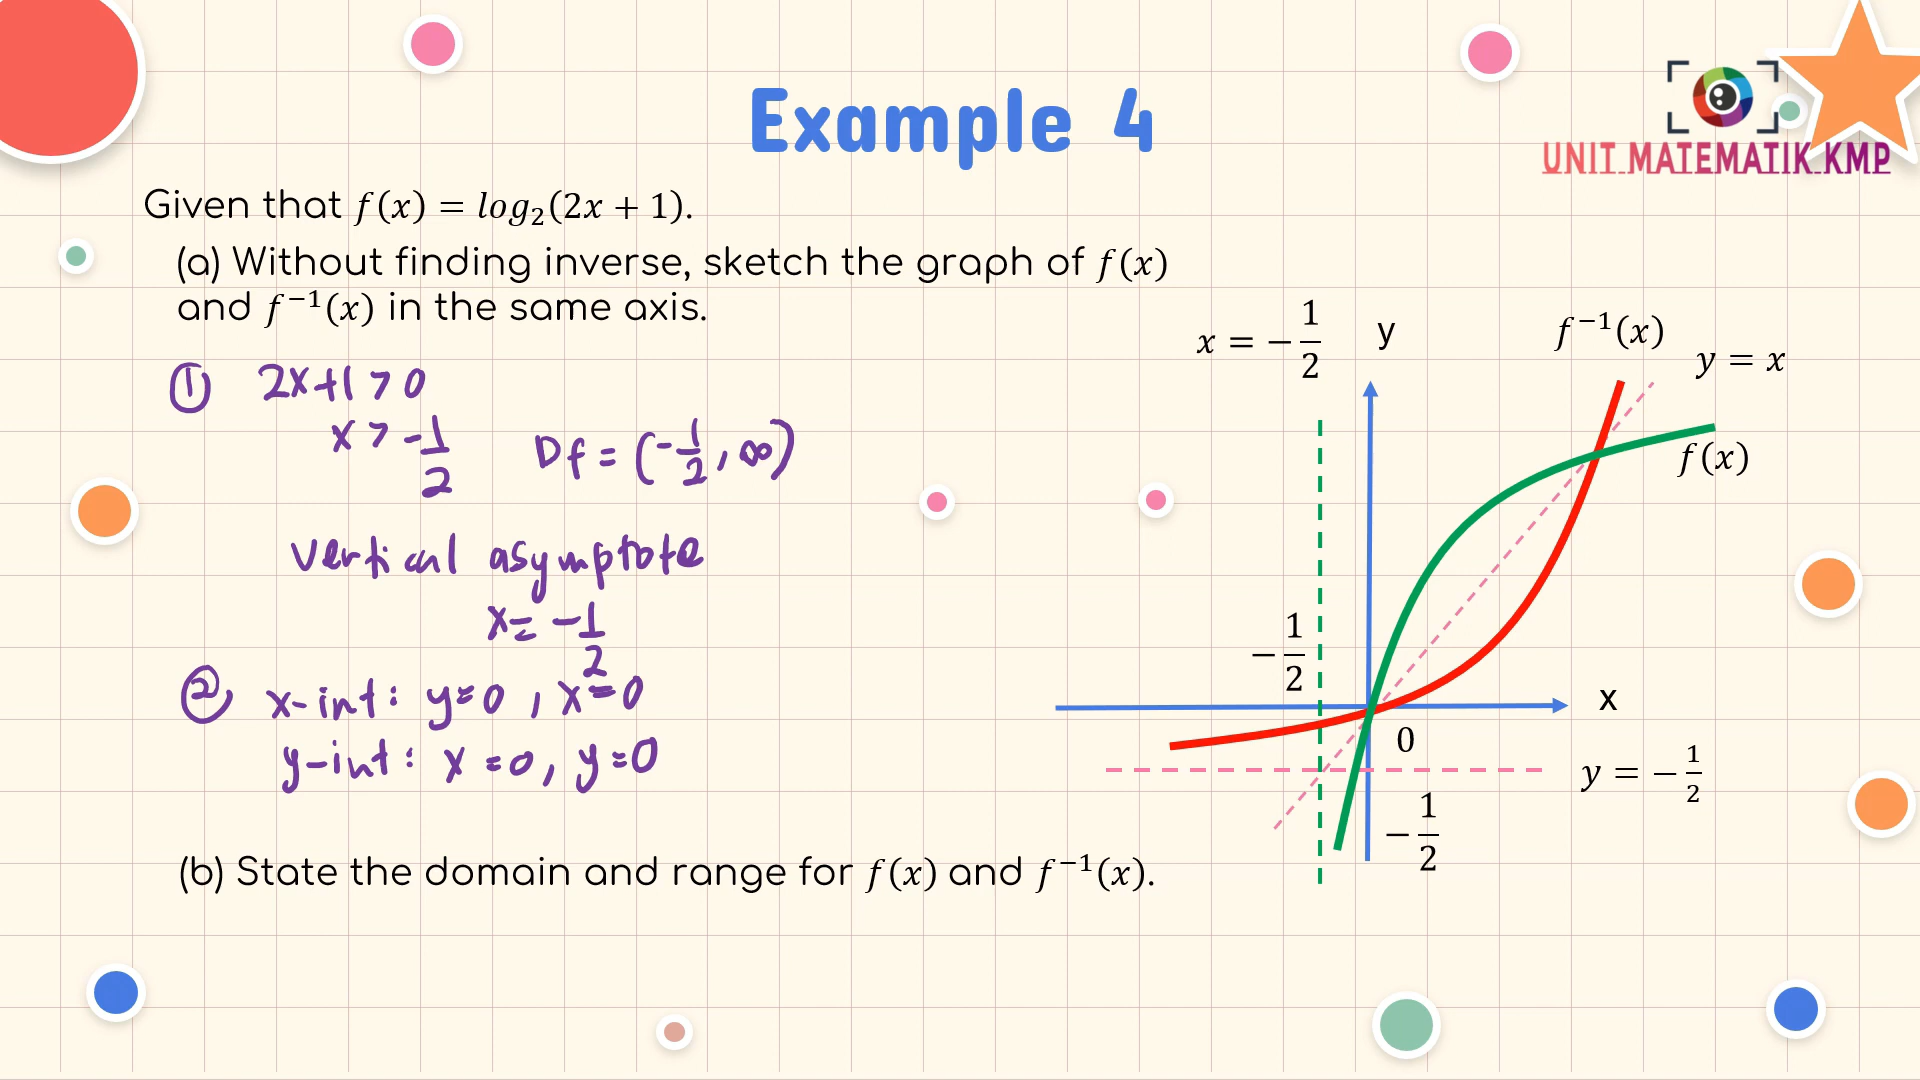 Example 4
UNIT MATEMATIK KMP
Given that f(x) = log₂(2x + 1).
(a) Without finding inverse, sketch the graph of f(x)
and f⁻¹(x) in the same axis.
① 2x+1 > 0
x > -1/2
Df = (-1/2, ∞)
vertical asymptote
x = -1/2
② x-int: y=0, x=0
y-int: x=0, y=0
x = −1/2
y
f⁻¹(x)
y = x
f(x)
−1/2
x
0
y = −1/2
−1/2
(b) State the domain and range for f(x) and f⁻¹(x).